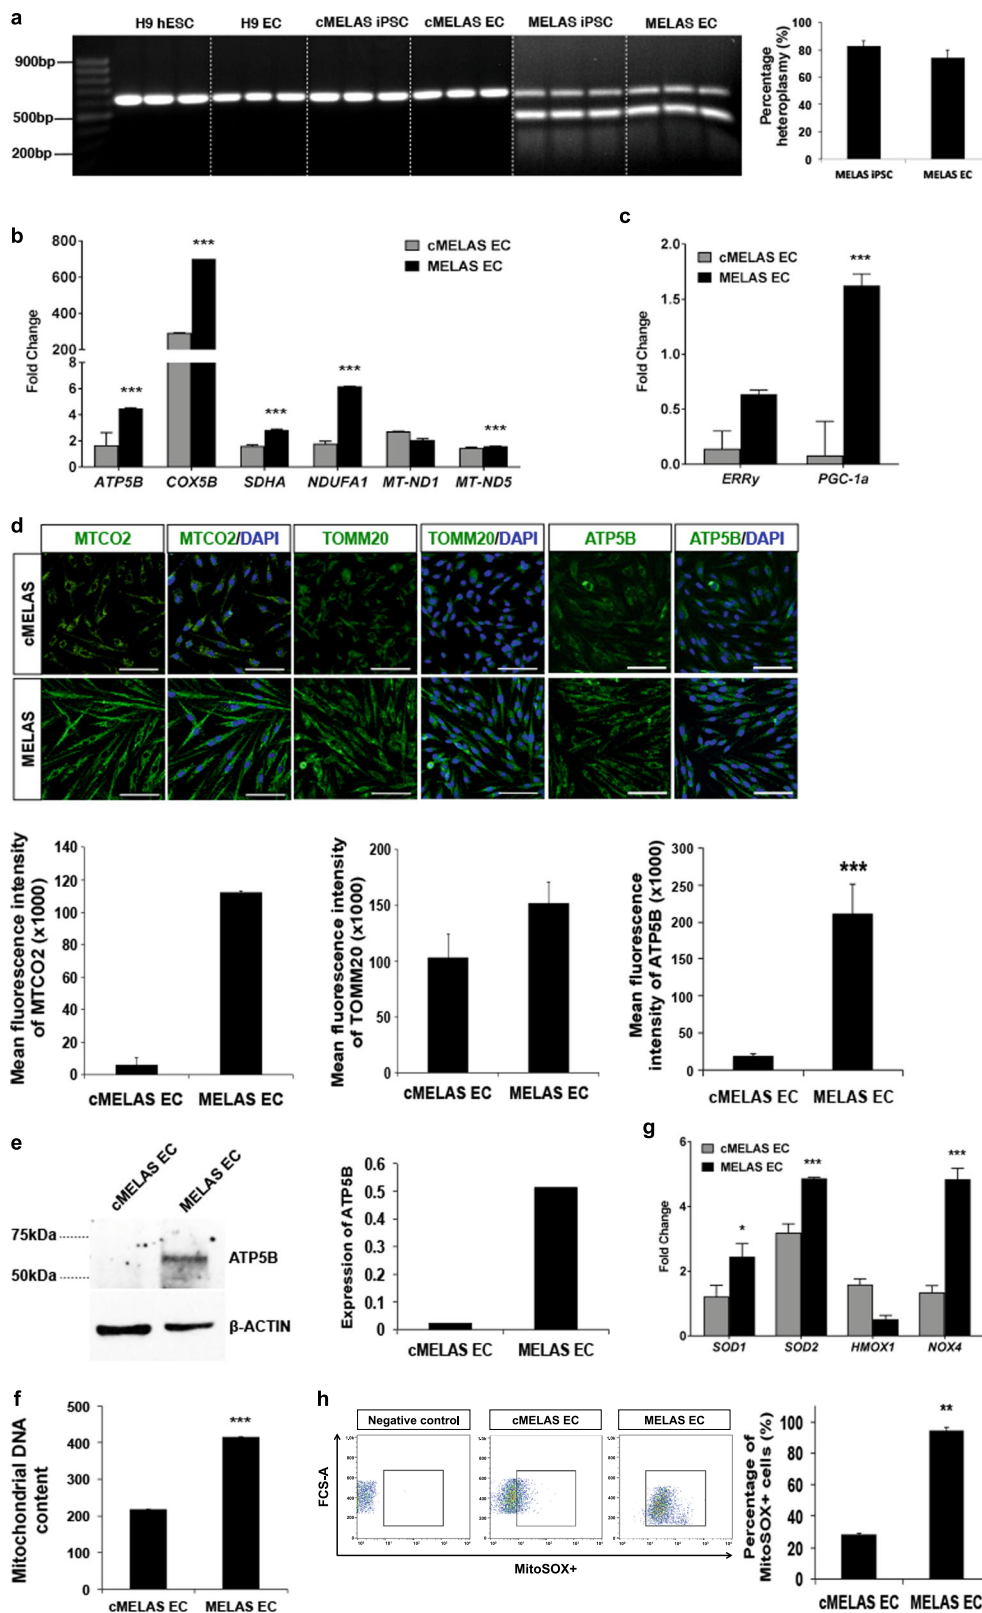 a
H9 hESC H9 EC cMELAS iPSC cMELAS EC MELAS iPSC MELAS EC
900bp
500bp
200bp
Percentage heteroplasmy (%)
100
80
60
40
20
0
MELAS iPSC MELAS EC
b
Fold Change
800
600
400
200
8
6
4
2
0
cMELAS EC
MELAS EC
***
***
***
***
***
ATP5B COX5B SDHA NDUFA1 MT-ND1 MT-ND5
c
Fold Change
2.0
1.5
1.0
0.5
0.0
cMELAS EC
MELAS EC
***
ERRy PGC-1a
d
MTCO2 MTCO2/DAPI TOMM20 TOMM20/DAPI ATP5B ATP5B/DAPI
cMELAS
MELAS
Mean fluorescence intensity
of MTCO2 (x1000)
140
120
100
80
60
40
20
0
cMELAS EC MELAS EC
Mean fluorescence intensity
of TOMM20 (x1000)
200
150
100
50
0
cMELAS EC MELAS EC
Mean fluorescence
intensity of ATP5B (x1000)
300
250
200
150
100
50
0
***
cMELAS EC MELAS EC
e
cMELAS EC MELAS EC
75kDa
50kDa
ATP5B
β-ACTIN
Expression of ATP5B
0.6
0.5
0.4
0.3
0.2
0.1
0
cMELAS EC MELAS EC
g
Fold Change
6
4
2
0
cMELAS EC
MELAS EC
*
***
***
SOD1 SOD2 HMOX1 NOX4
f
Mitochondrial DNA
content
500
400
300
200
100
0
***
cMELAS EC MELAS EC
h
Negative control cMELAS EC MELAS EC
FCS-A
MitoSOX+
Percentage of
MitoSOX+ cells (%)
100
80
60
40
20
0
**
cMELAS EC MELAS EC